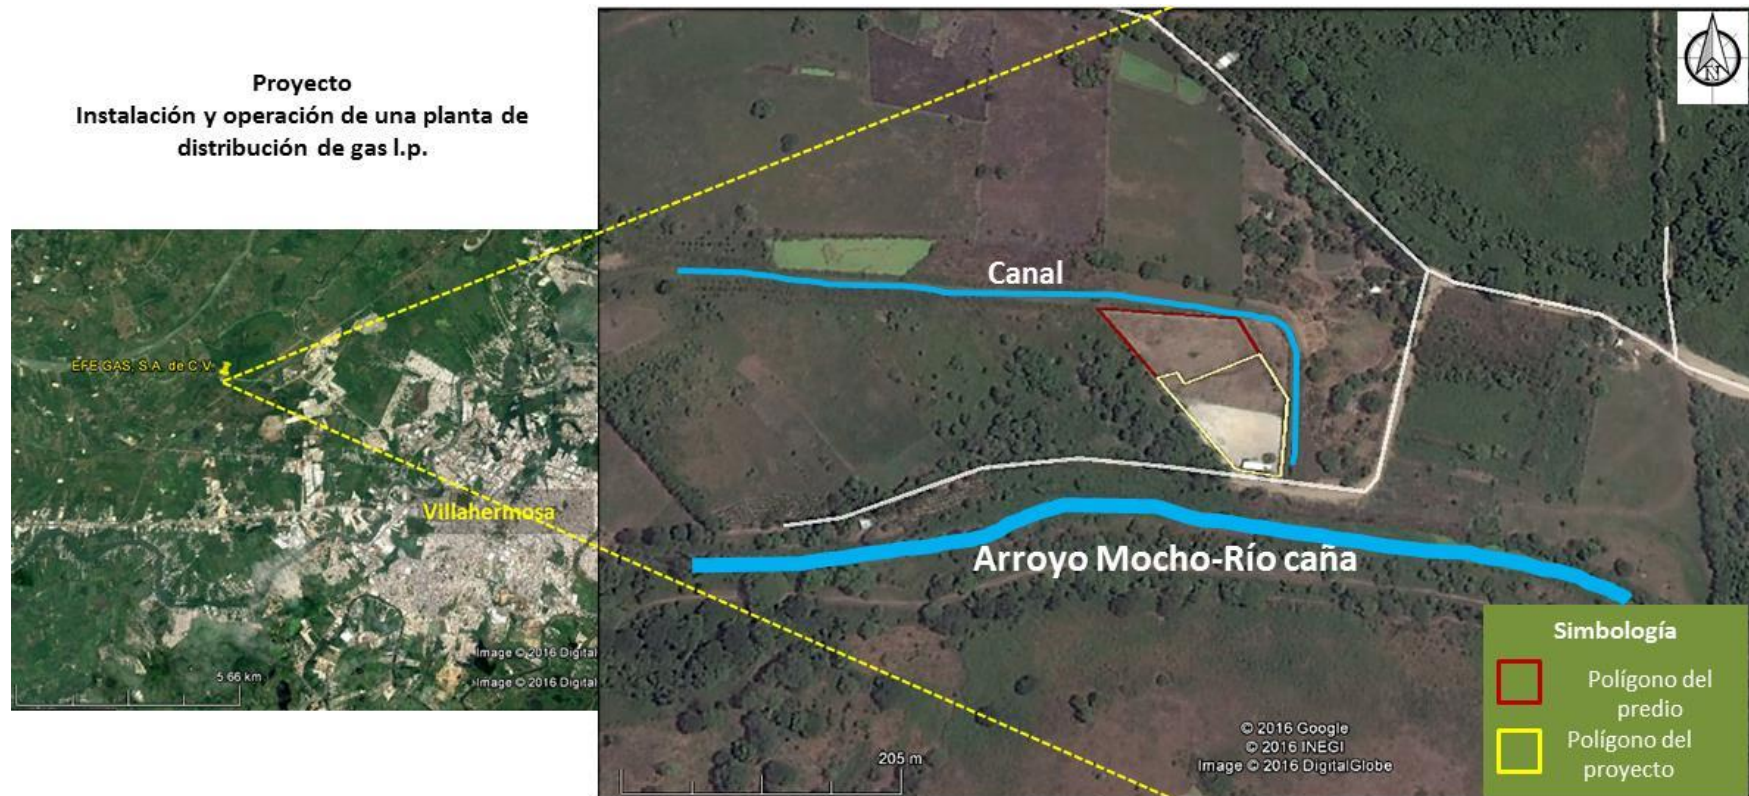 Proyecto
Instalación y operación de una planta de
distribución de gas l.p.
EFE GAS, S.A. de C.V.
Villahermosa
Image © 2016 Digital
Image © 2016 Digital
5.66 km
N
Canal
Arroyo Mocho-Río caña
© 2016 Google
© 2016 INEGI
Image © 2016 DigitalGlobe
205 m
Simbología
Polígono del
predio
Polígono del
proyecto